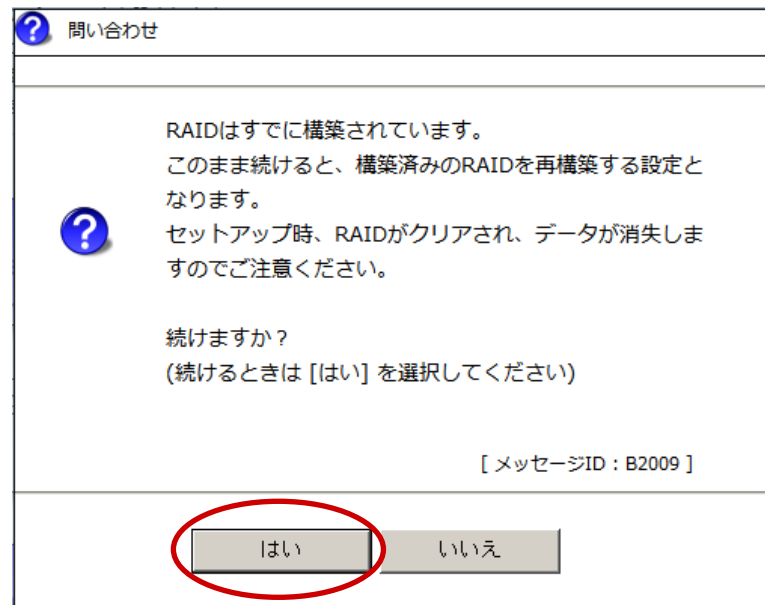 問い合わせ
RAIDはすでに構築されています。
このまま続けると、構築済みのRAIDを再構築する設定と
なります。
セットアップ時、RAIDがクリアされ、データが消失しま
すのでご注意ください。
続けますか？
(続けるときは [はい] を選択してください)
[ メッセージID：B2009 ]
はい いいえ